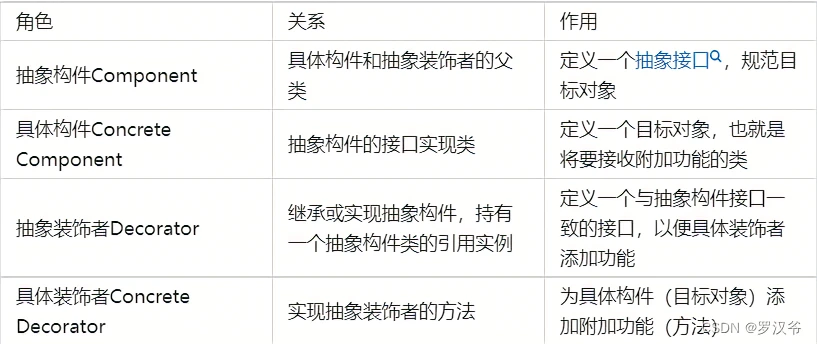 角色
关系
作用
抽象构件Component
具体构件和抽象装饰者的父
类
定义一个抽象接口，规范目
标对象
具体构件Concrete
Component
抽象构件的接口实现类
定义一个目标对象，也就是
将要接收附加功能的类
抽象装饰者Decorator
继承或实现抽象构件，持有
一个抽象构件类的引用实例
定义一个与抽象构件接口一
致的接口，以便具体装饰者
添加功能
具体装饰者Concrete
Decorator
实现抽象装饰者的方法
为具体构件（目标对象）添
加附加功能（方法）
CSDN @罗汉爷